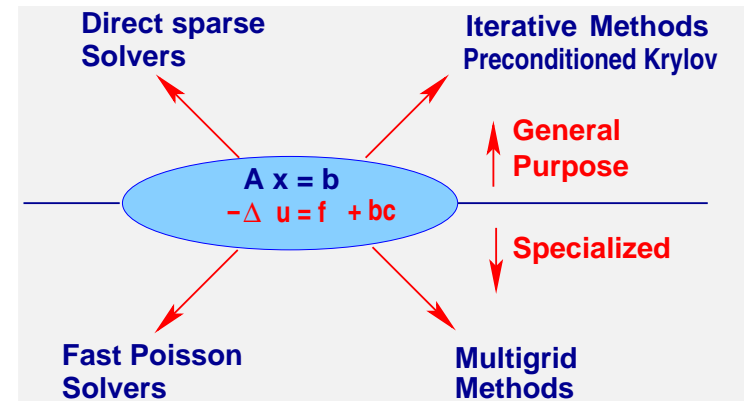 Direct sparse
Solvers
Iterative Methods
Preconditioned Krylov
General
Purpose
A x = b
−Δ u = f + bc
Specialized
Fast Poisson
Solvers
Multigrid
Methods